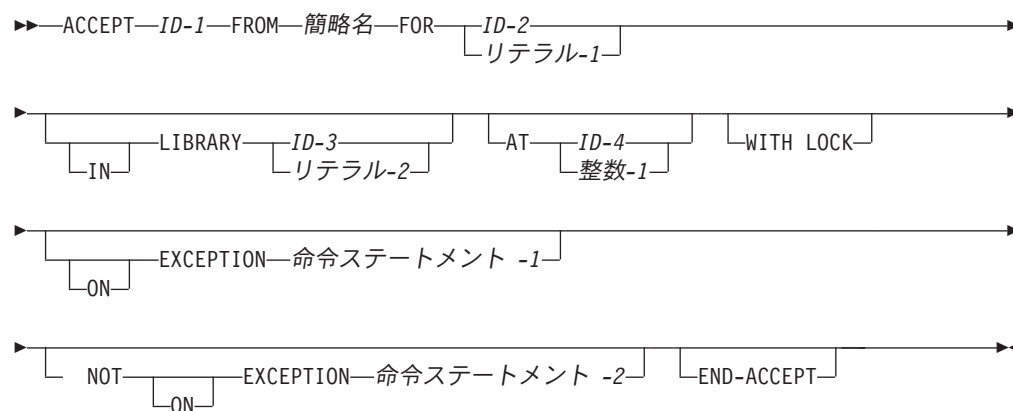 ACCEPT ID-1 FROM 簡略名 FOR ID-2
リテラル-1
LIBRARY ID-3 AT ID-4 WITH LOCK
IN リテラル-2 整数-1
EXCEPTION 命令ステートメント -1
ON
NOT EXCEPTION 命令ステートメント -2 END-ACCEPT
ON